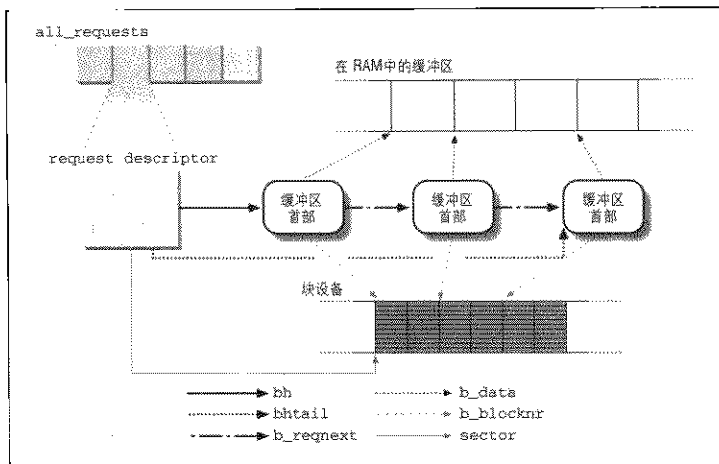 all_requests
在 RAM中的缓冲区
request descriptor
缓冲区
首部
缓冲区
首部
缓冲区
首部
块设备
bh
b_data
bhtail
b_blocknr
b_reqnext
sector